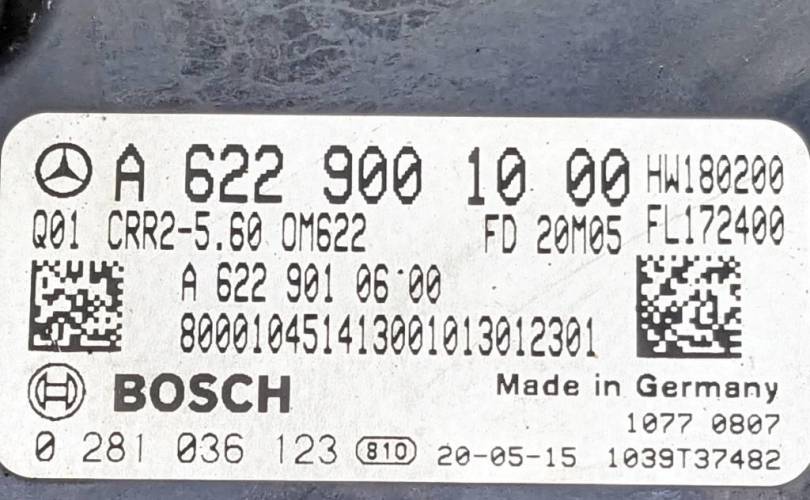 A 622 900 10 00 HW180200
Q01 CRR2-5.60 OM622 FD 20M05 FL172400
A 622 901 06 00
800010451413001013012301
BOSCH Made in Germany
1077 0807
0 281 036 123 810 20-05-15 1039T37482